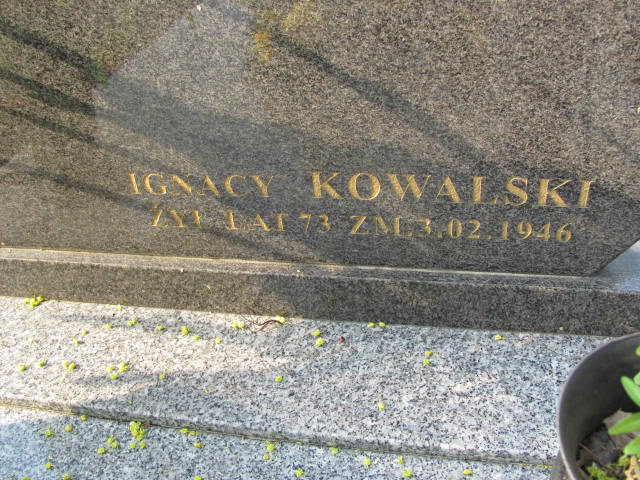 IGNACY KOWALSKI
ŻYŁ LAT 73 ZM.3.02.1946